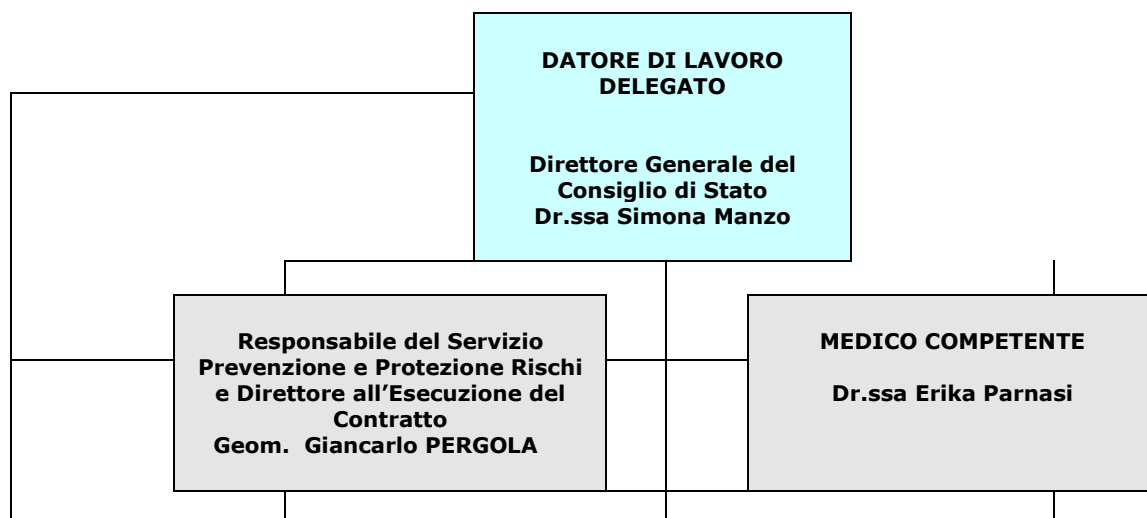 DATORE DI LAVORO
DELEGATO
Direttore Generale del
Consiglio di Stato
Dr.ssa Simona Manzo
Responsabile del Servizio
Prevenzione e Protezione Rischi
e Direttore all’Esecuzione del
Contratto
Geom. Giancarlo PERGOLA
MEDICO COMPETENTE
Dr.ssa Erika Parnasi